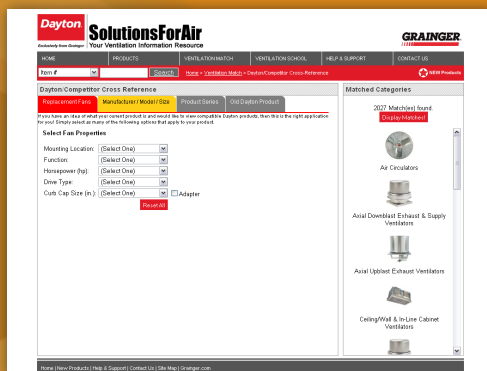 Dayton
Exclusively from Grainger
SolutionsForAir
Your Ventilation Information Resource
GRAINGER
HOME PRODUCTS VENTILATION MATCH VENTILATION SCHOOL HELP & SUPPORT CONTACT US
Item # Search Home > Ventilation Match > Dayton/Competitor Cross-Reference NEW Products
Dayton/Competitor Cross Reference
Replacement Fans Manufacturer / Model / Size Product Series Old Dayton Product
If you have an idea of what your current product is and would like to view compatible Dayton products, then this is the right application
for you! Simply select as many of the following options that apply to your product.
Select Fan Properties
Mounting Location: (Select One)
Function: (Select One)
Horsepower (hp): (Select One)
Drive Type: (Select One)
Curb Cap Size (in.): (Select One) Adapter
Reset All
Matched Categories
2027 Match(es) found.
Display Matches!
Air Circulators
Axial Downblast Exhaust & Supply
Ventilators
Axial Upblast Exhaust Ventilators
Ceiling/Wall & In-Line Cabinet
Ventilators
Home | New Products | Help & Support | Contact Us | Site Map | Grainger.com